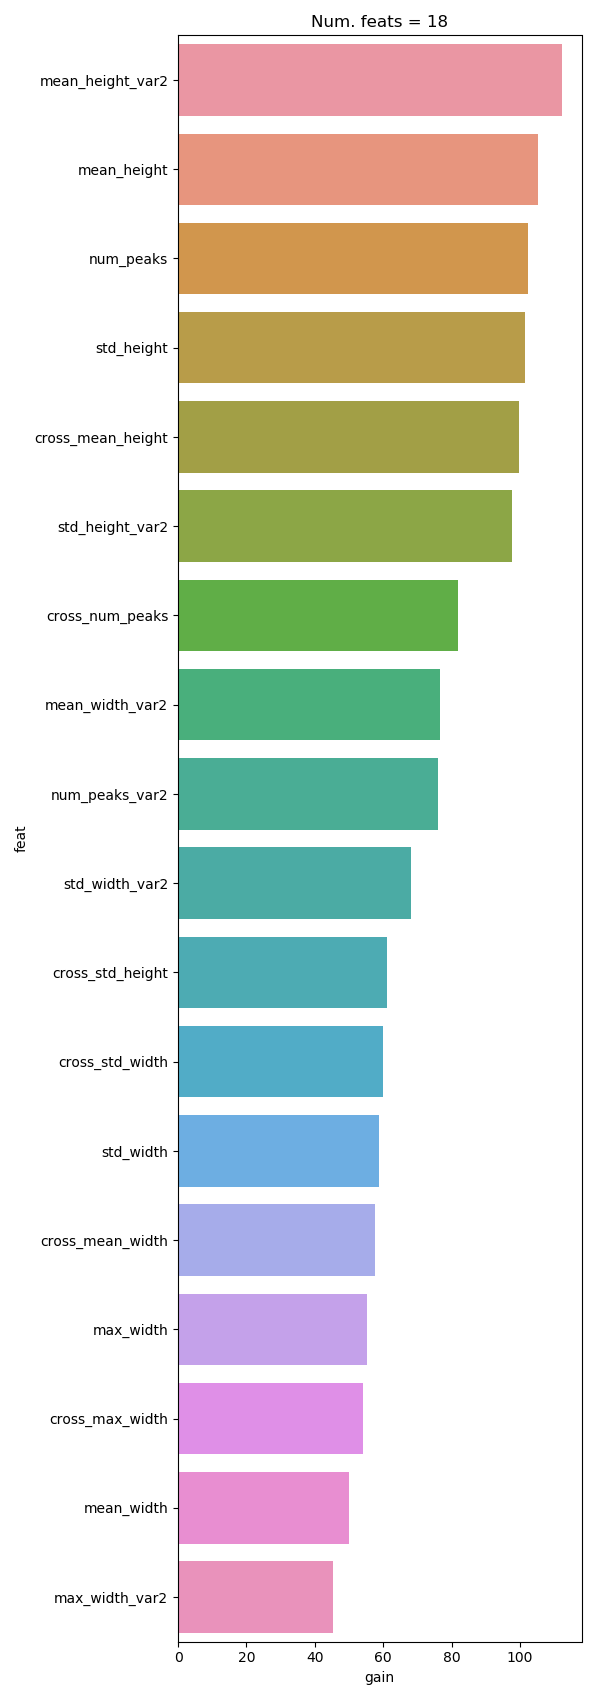 Num. feats = 18
mean_height_var2
mean_height
num_peaks
std_height
cross_mean_height
std_height_var2
cross_num_peaks
mean_width_var2
num_peaks_var2
feat
std_width_var2
cross_std_height
cross_std_width
std_width
cross_mean_width
max_width
cross_max_width
mean_width
max_width_var2
0 20 40 60 80 100
gain